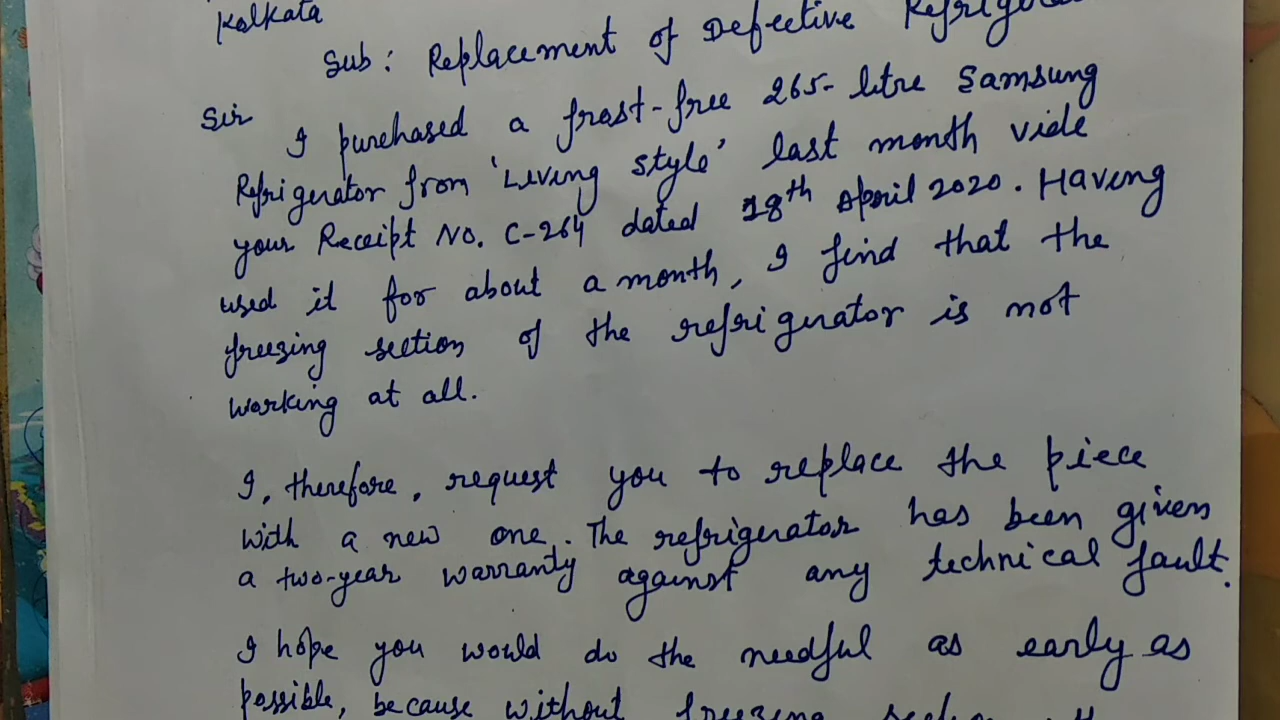 Kolkata
Sub: Replacement of Defective
Sir
I purchased a frost-free 265-litre Samsung
Refrigerator from 'Living Style' last month vide
your Receipt No. C-264 dated 18th April 2020. Having
used it for about a month, I find that the
freezing section of the refrigerator is not
working at all.
I, therefore, request you to replace the piece
with a new one. The refrigerator has been given
a two-year warranty against any technical fault.
I hope you would do the needful as early as
possible, because without freezing